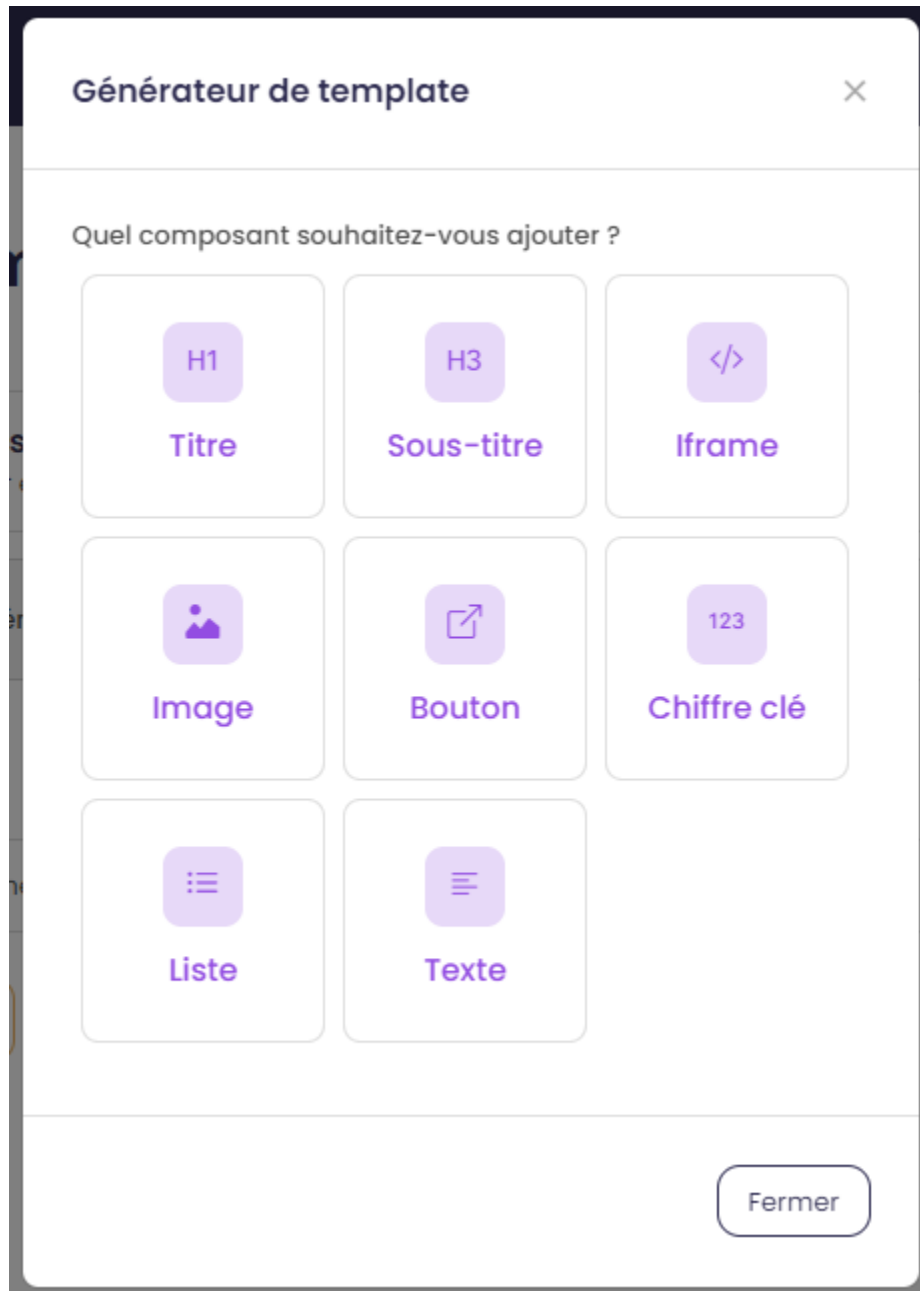 Générateur de template
Quel composant souhaitez-vous ajouter ?
H1 H3 </>
Titre Sous-titre Iframe
123
Image Bouton Chiffre clé
Liste Texte
Fermer